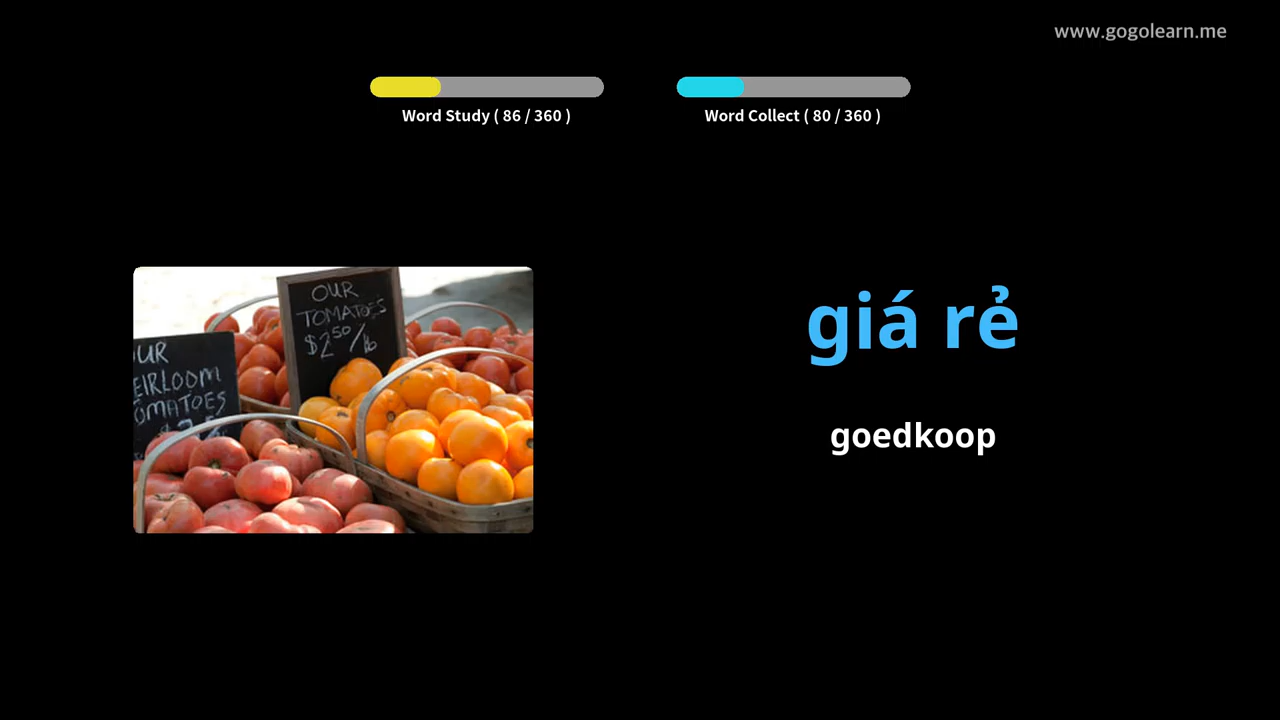 www.gogolearn.me
Word Study ( 86 / 360 )
Word Collect ( 80 / 360 )
OUR
TOMATOES
$2.50/lb
UR
EIRLOOM
OMATOES
giá rẻ
goedkoop